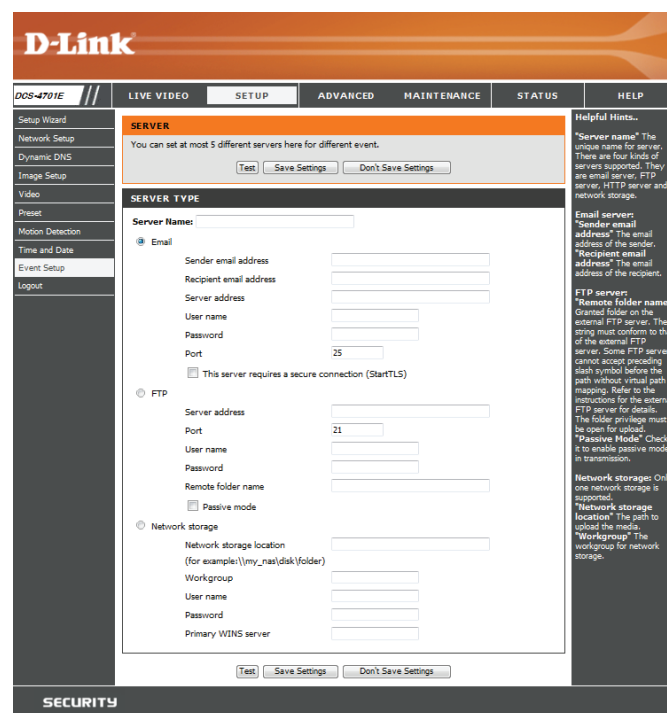 D-Link
DCS-4701E
LIVE VIDEO
SETUP
ADVANCED
MAINTENANCE
STATUS
HELP
Setup Wizard
Network Setup
Dynamic DNS
Image Setup
Video
Preset
Motion Detection
Time and Date
Event Setup
Logout
SERVER
You can set at most 5 different servers here for different event.
Test Save Settings Don't Save Settings
SERVER TYPE
Server Name:
Email
Sender email address
Recipient email address
Server address
User name
Password
Port 25
This server requires a secure connection (StartTLS)
FTP
Server address
Port 21
User name
Password
Remote folder name
Passive mode
Network storage
Network storage location
(for example:\\my_nas\disk\folder)
Workgroup
User name
Password
Primary WINS server
Test Save Settings Don't Save Settings
Helpful Hints..
"Server name" The
unique name for server.
There are four kinds of
servers supported. They
are email server, FTP
server, HTTP server and
network storage.
Email server:
"Sender email
address" The email
address of the sender.
"Recipient email
address" The email
address of the recipient.
FTP server:
"Remote folder name
Granted folder on the
external FTP server. The
string must conform to th
of the external FTP
server. Some FTP serve
cannot accept preceding
slash symbol before the
path without virtual path
mapping. Refer to the
instructions for the extern
FTP server for details.
The folder privilege must
be open for upload.
"Passive Mode" Check
it to enable passive mode
in transmission.
Network storage: Onl
one network storage is
supported.
"Network storage
location" The path to
upload the media.
"Workgroup" The
workgroup for network
storage.
SECURITY